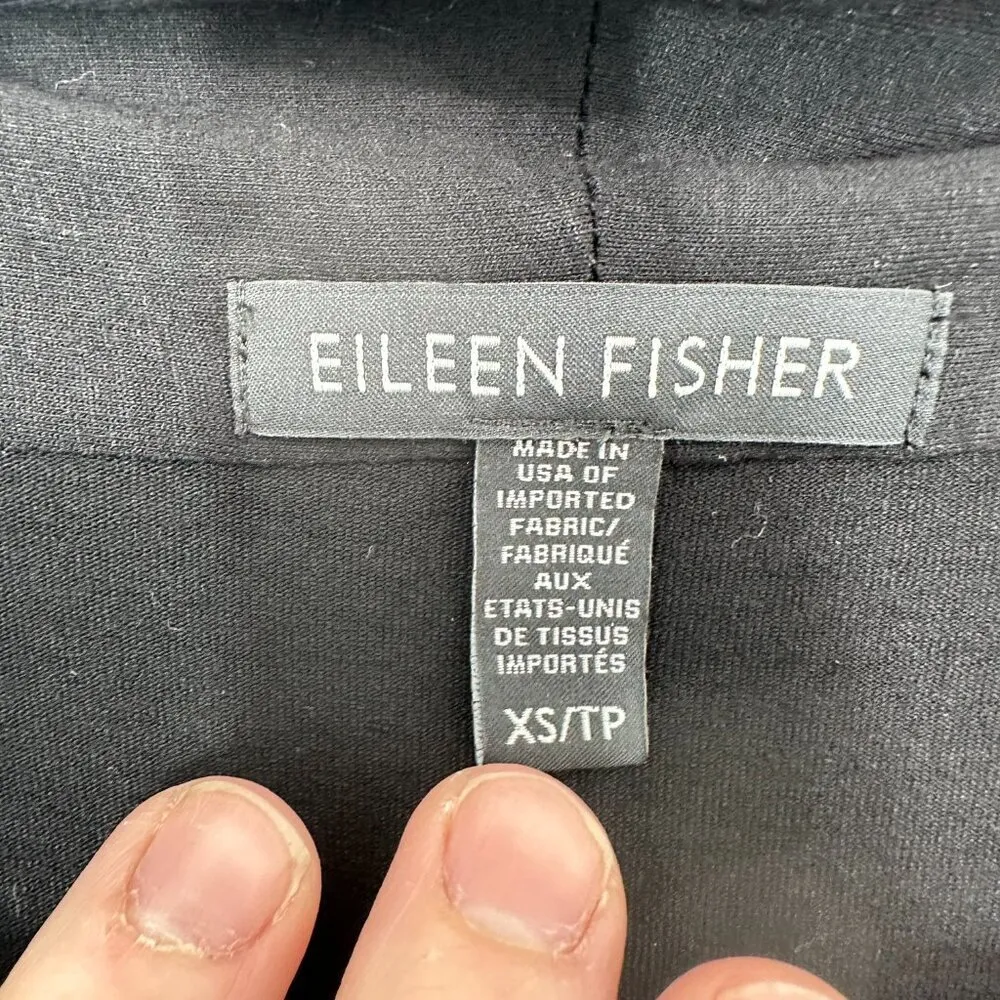 EILEEN FISHER
MADE IN
USA OF
IMPORTED
FABRIC/
FABRIQUÉ
AUX
ETATS-UNIS
DE TISSUS
IMPORTÉS
XS/TP